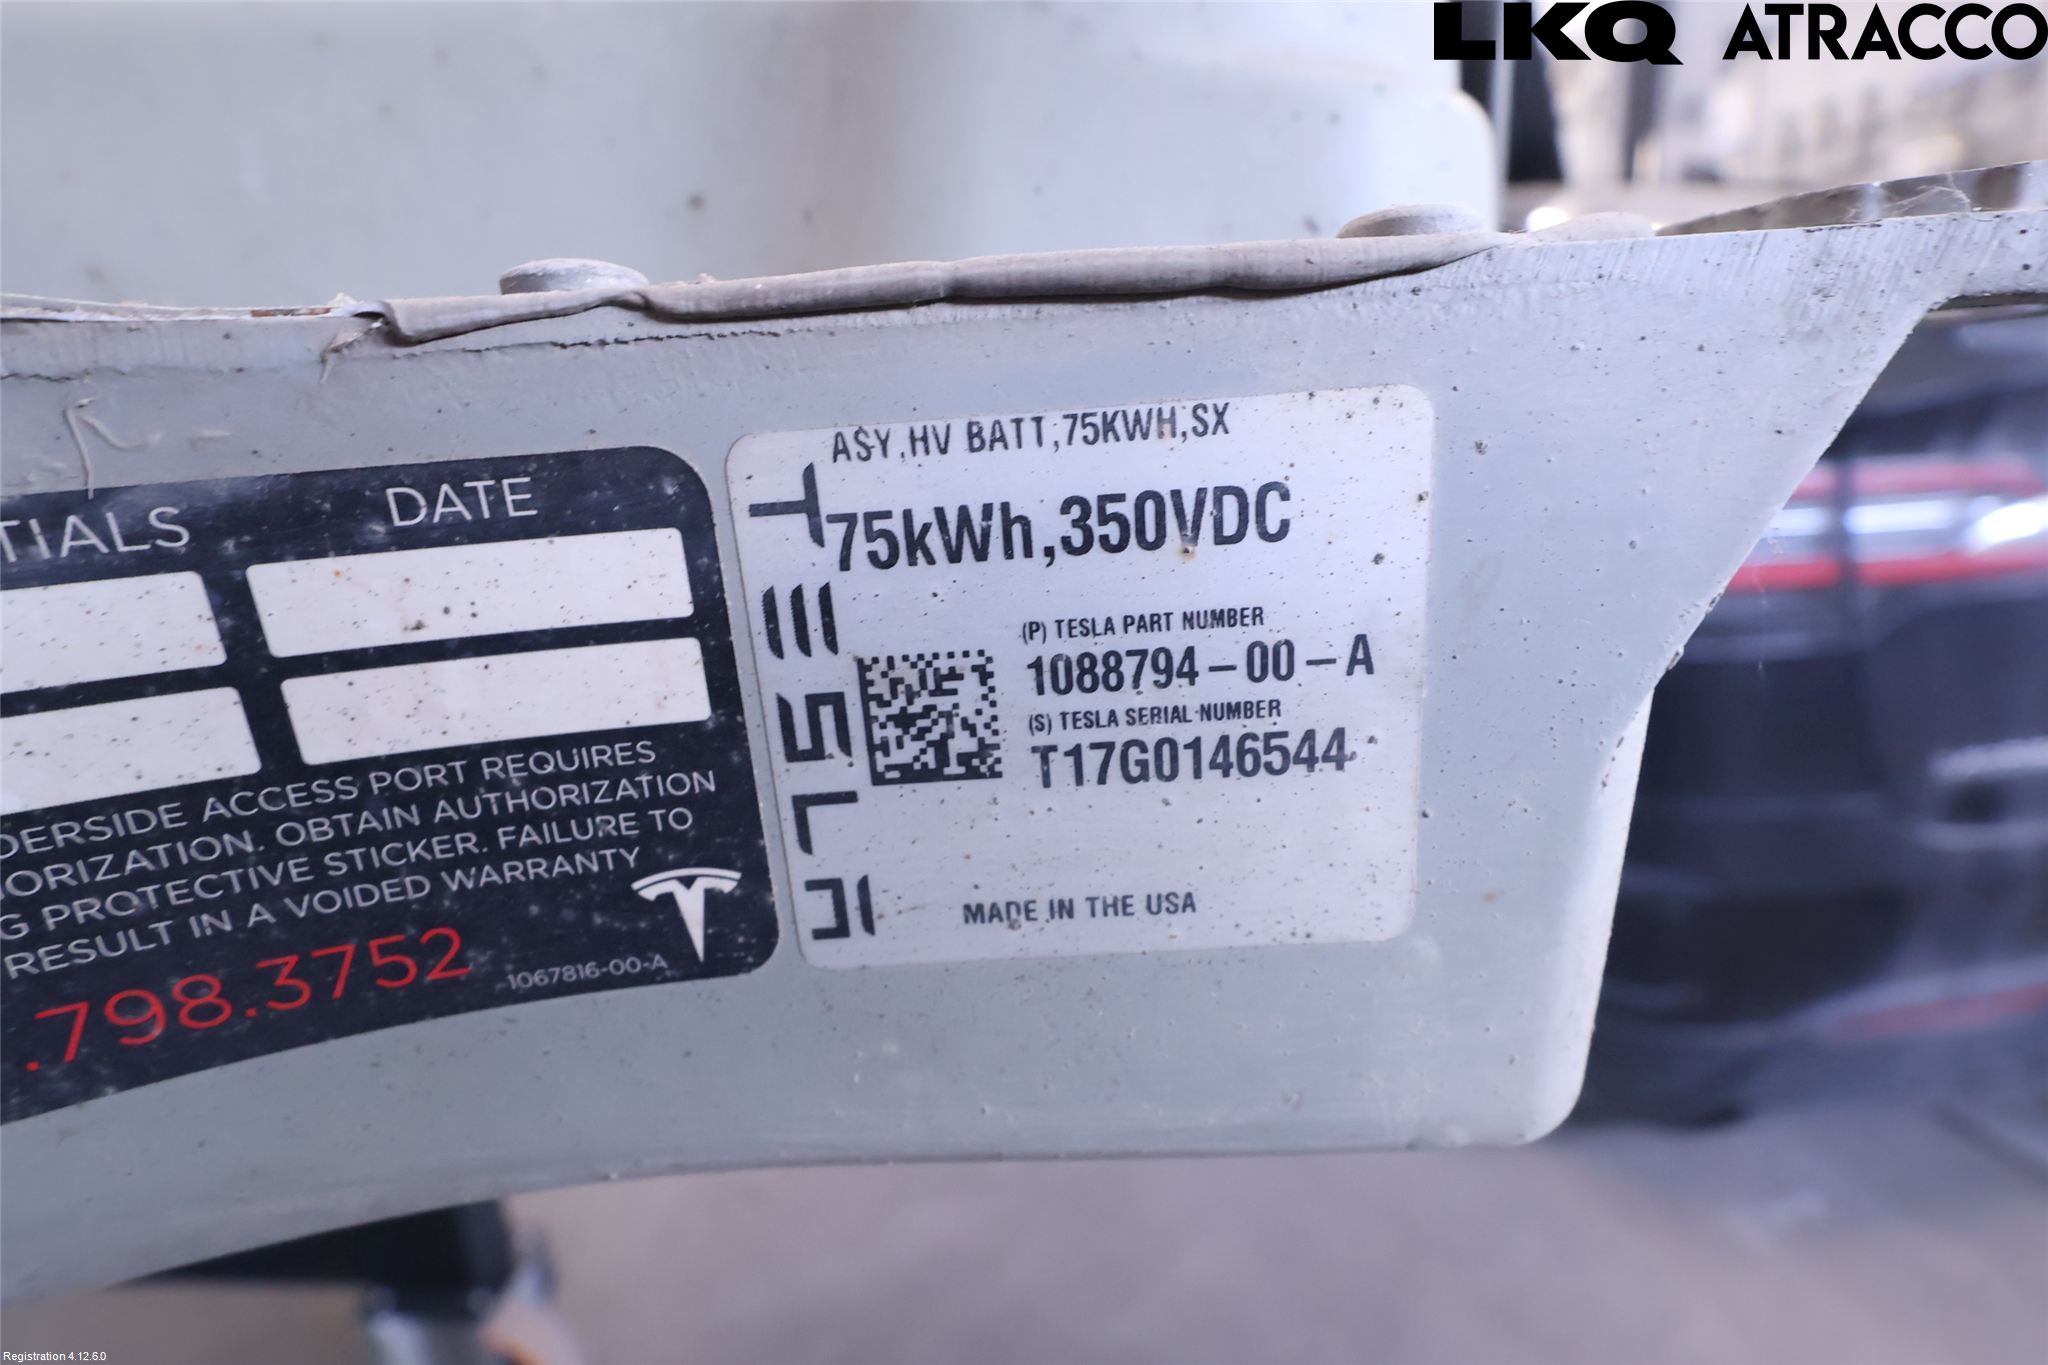 LKQ ATRACCO
TIALS
DATE
DERSIDE ACCESS PORT REQUIRES
ORIZATION. OBTAIN AUTHORIZATION
G PROTECTIVE STICKER. FAILURE TO
RESULT IN A VOIDED WARRANTY
.798.3752
1067816-00-A
TESLA
ASY,HV BATT,75KWH,SX
75kWh,350VDC
(P) TESLA PART NUMBER
1088794-00-A
(S) TESLA SERIAL NUMBER
T17G0146544
MADE IN THE USA
Registration 4.12.6.0